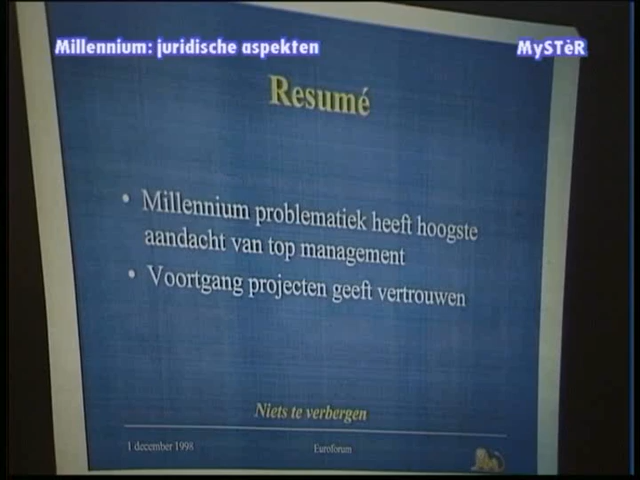 Millennium: juridische aspekten
MySTèR
Resumé
• Millennium problematiek heeft hoogste
aandacht van top management
• Voortgang projecten geeft vertrouwen
Niets te verbergen
1 december 1998
Euroforum